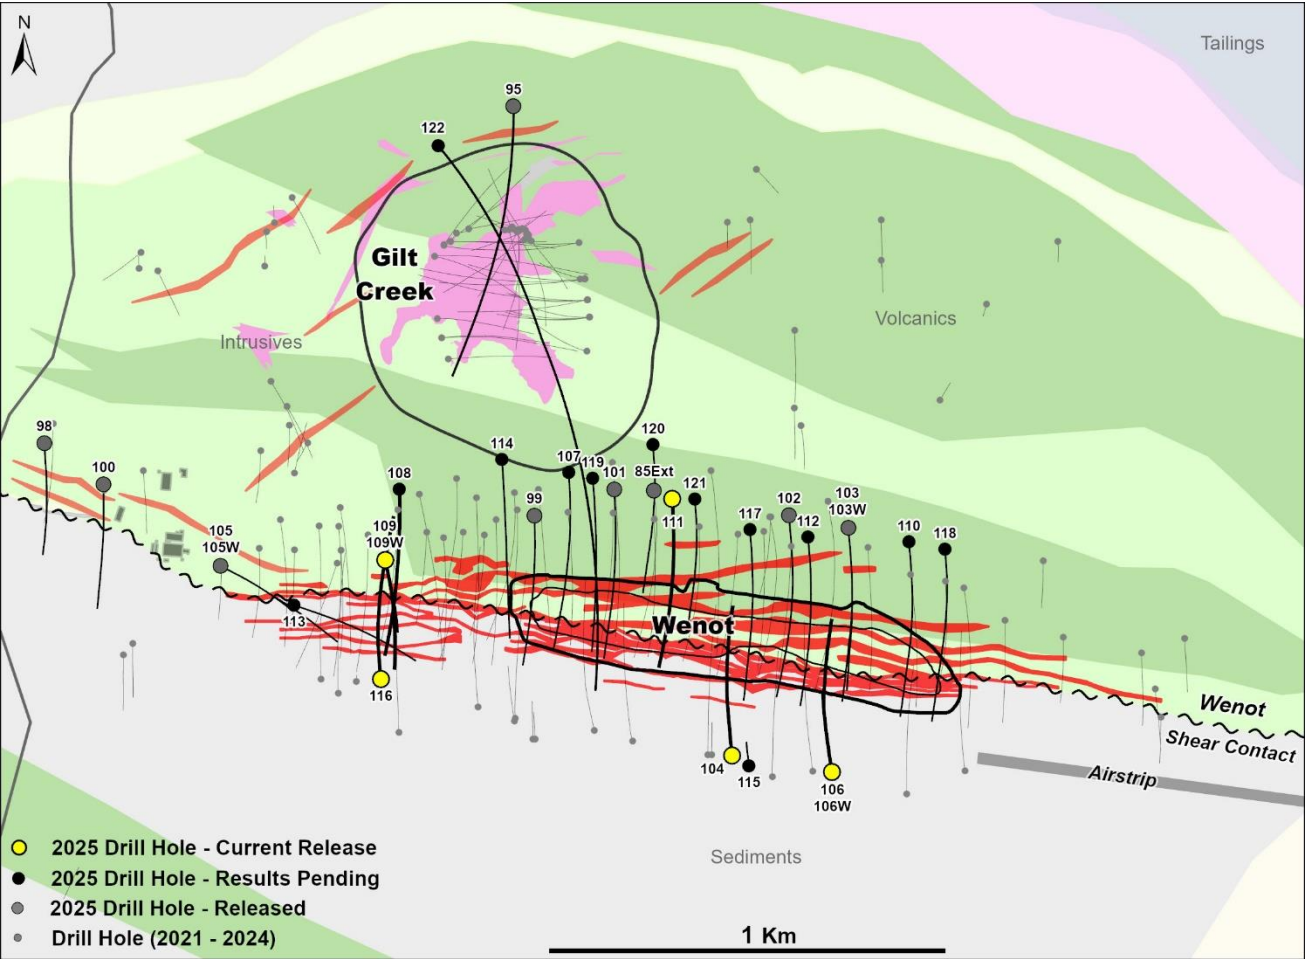 N
Tailings
95
122
Gilt
Creek
Volcanics
Intrusives
98
100
120
114
107
119
101
85Ext
108
121
111
99
102
103
103W
117
112
110
118
109
109W
105
105W
113
Wenot
116
Wenot
Shear Contact
Airstrip
104
115
106
106W
Sediments
2025 Drill Hole - Current Release
2025 Drill Hole - Results Pending
2025 Drill Hole - Released
Drill Hole (2021 - 2024)
1 Km